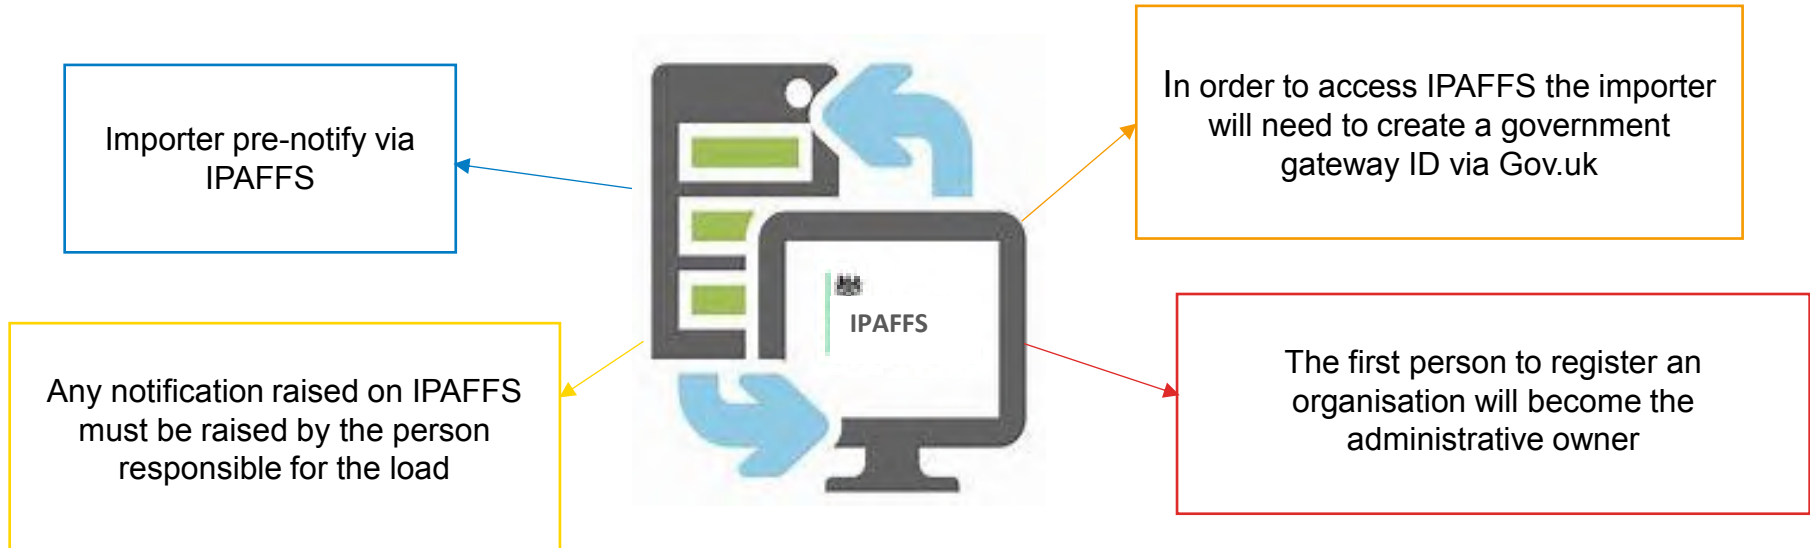 Importer pre-notify via
IPAFFS
In order to access IPAFFS the importer
will need to create a government
gateway ID via Gov.uk
IPAFFS
Any notification raised on IPAFFS
must be raised by the person
responsible for the load
The first person to register an
organisation will become the
administrative owner